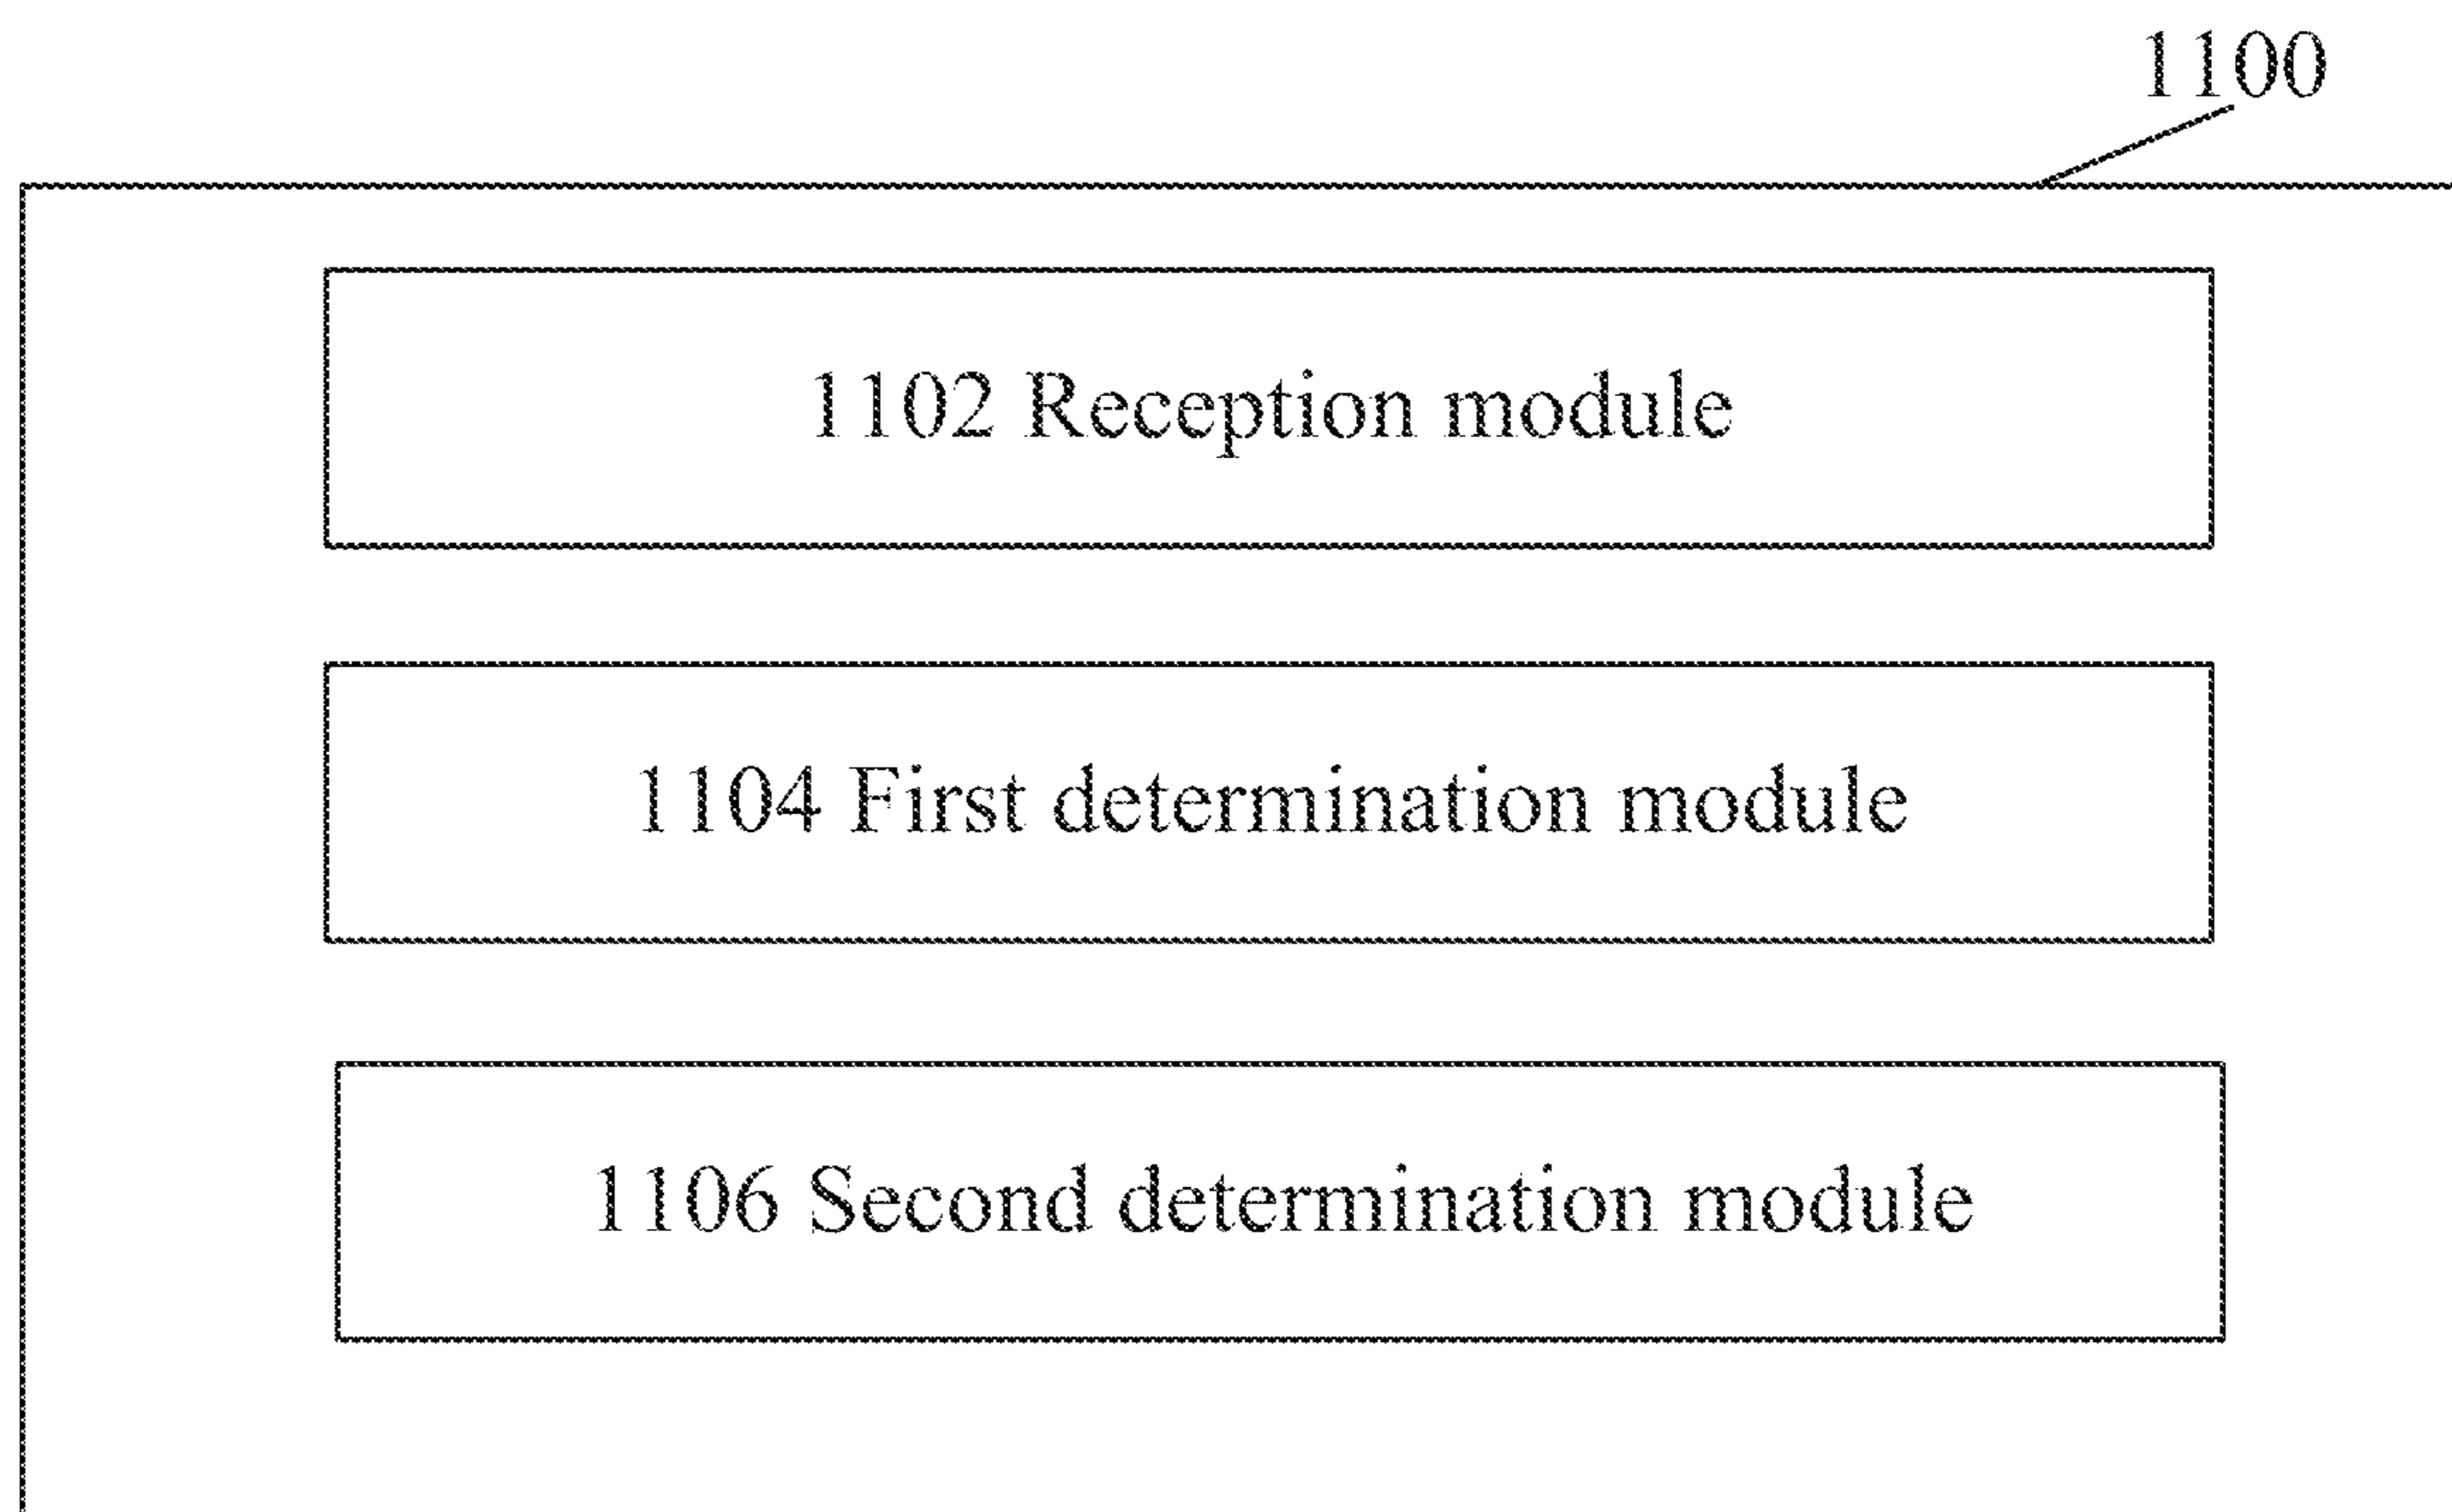 1100
1102 Reception module
1104 First determination module
1106 Second determination module